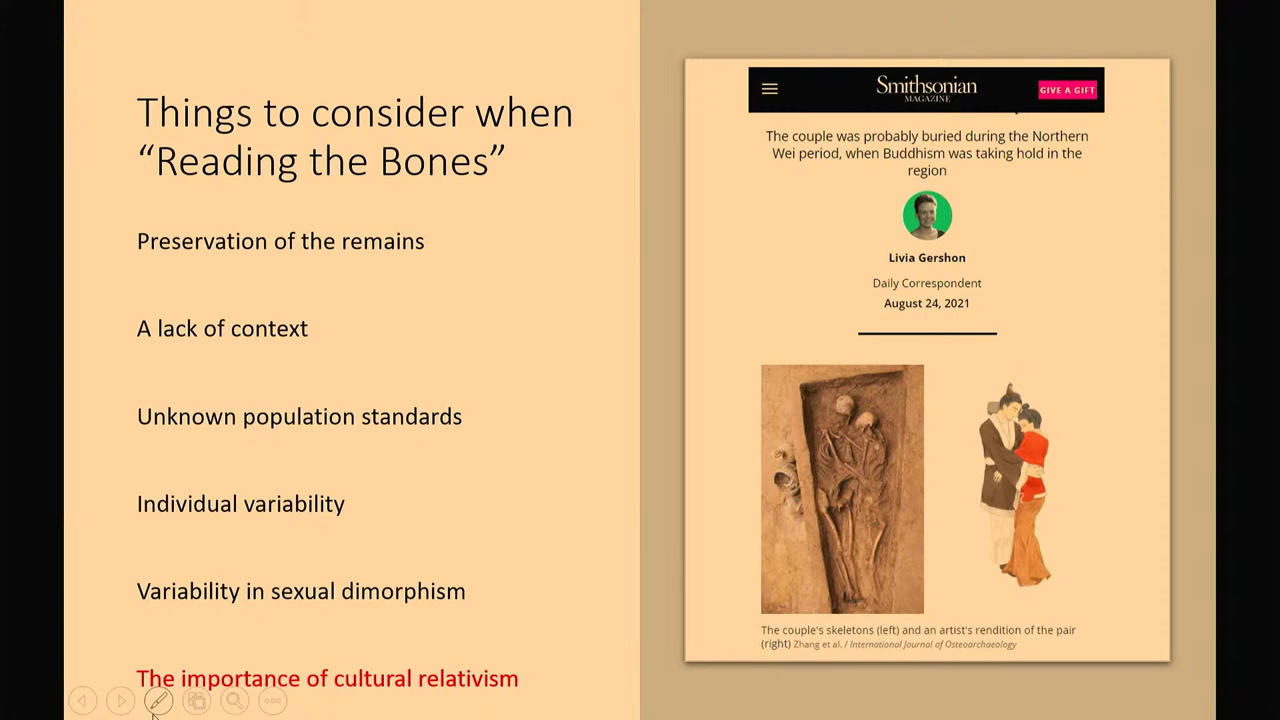 Things to consider when
“Reading the Bones”
Preservation of the remains
A lack of context
Unknown population standards
Individual variability
Variability in sexual dimorphism
The importance of cultural relativism
Smithsonian
MAGAZINE
GIVE A GIFT
The couple was probably buried during the Northern
Wei period, when Buddhism was taking hold in the
region
Livia Gershon
Daily Correspondent
August 24, 2021
The couple's skeletons (left) and an artist's rendition of the pair
(right) Zhang et al. / International Journal of Osteoarchaeology